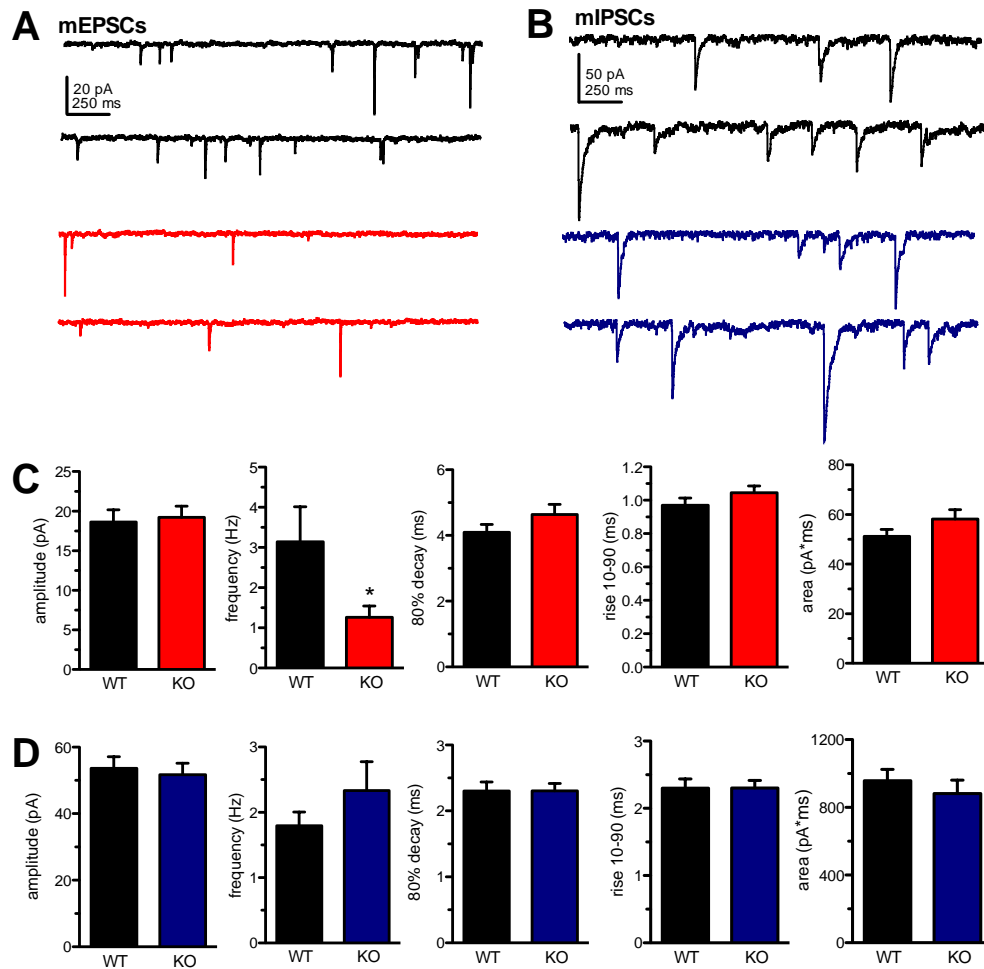 A
mEPSCs
20 pA
250 ms
B
mIPSCs
50 pA
250 ms
C
amplitude (pA)
25
20
15
10
5
0
WT KO
frequency (Hz)
5
4
3
2
1
0
*
WT KO
80% decay (ms)
6
4
2
0
WT KO
rise 10-90 (ms)
1.2
1.0
0.8
0.6
0.4
0.2
0.0
WT KO
area (pA*ms)
80
60
40
20
0
WT KO
D
amplitude (pA)
60
40
20
0
WT KO
frequency (Hz)
3
2
1
0
WT KO
80% decay (ms)
3
2
1
0
WT KO
rise 10-90 (ms)
3
2
1
0
WT KO
area (pA*ms)
1200
800
400
0
WT KO